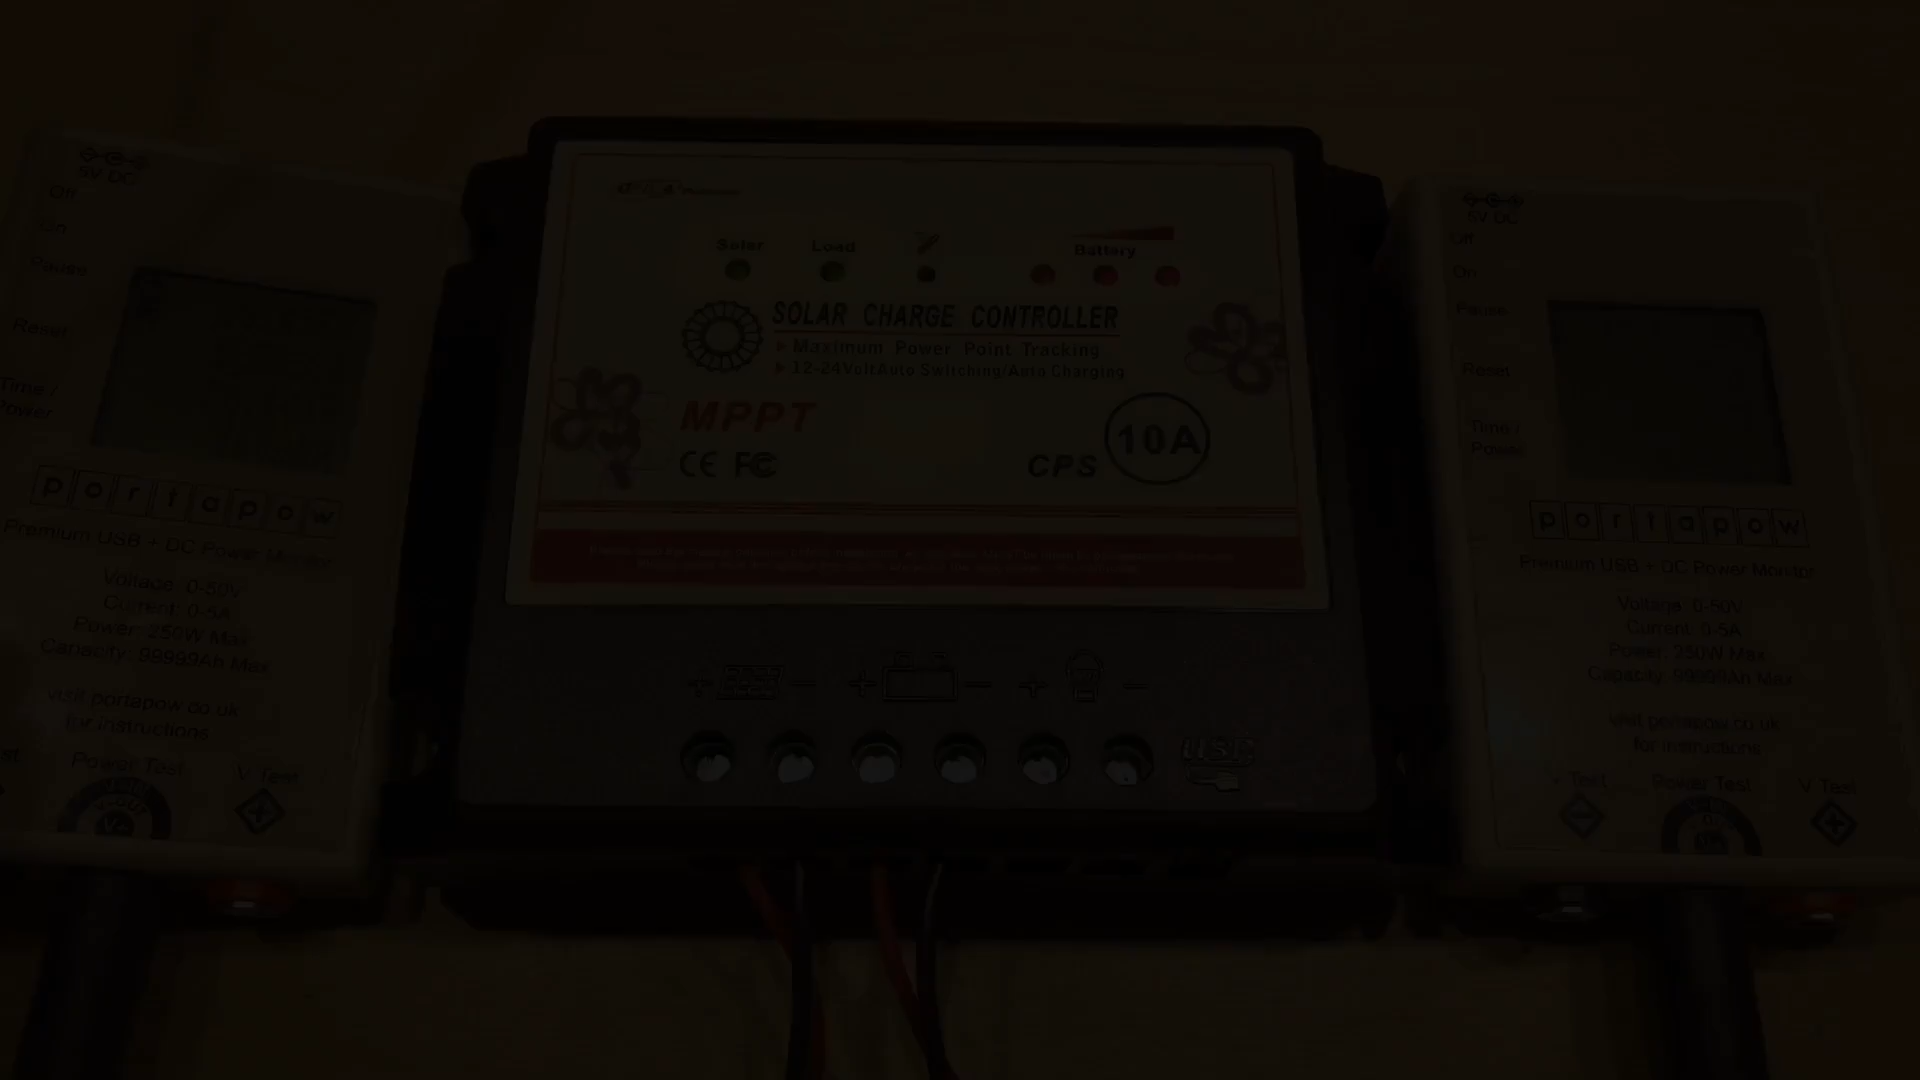 5V DC
Off
On
Pause
Reset
Time /
Power
portapow
Premium USB + DC Power Monitor
Voltage: 0-50V
Current: 0-5A
Power: 250W Max
Capacity: 99999Ah Max
visit portapow.co.uk
for instructions
Power Test
V Test
Solar
Load
Battery
SOLAR CHARGE CONTROLLER
Maximum Power Point Tracking
12-24VoltAuto Switching/Auto Charging
MPPT
10A
CE FC
CPS
+ -
+ -
+ -
USB
5V DC
Off
On
Pause
Reset
Time /
Power
portapow
Premium USB + DC Power Monitor
Voltage: 0-50V
Current: 0-5A
Power: 250W Max
Capacity: 99999Ah Max
visit portapow.co.uk
for instructions
V Test
Power Test
V Test